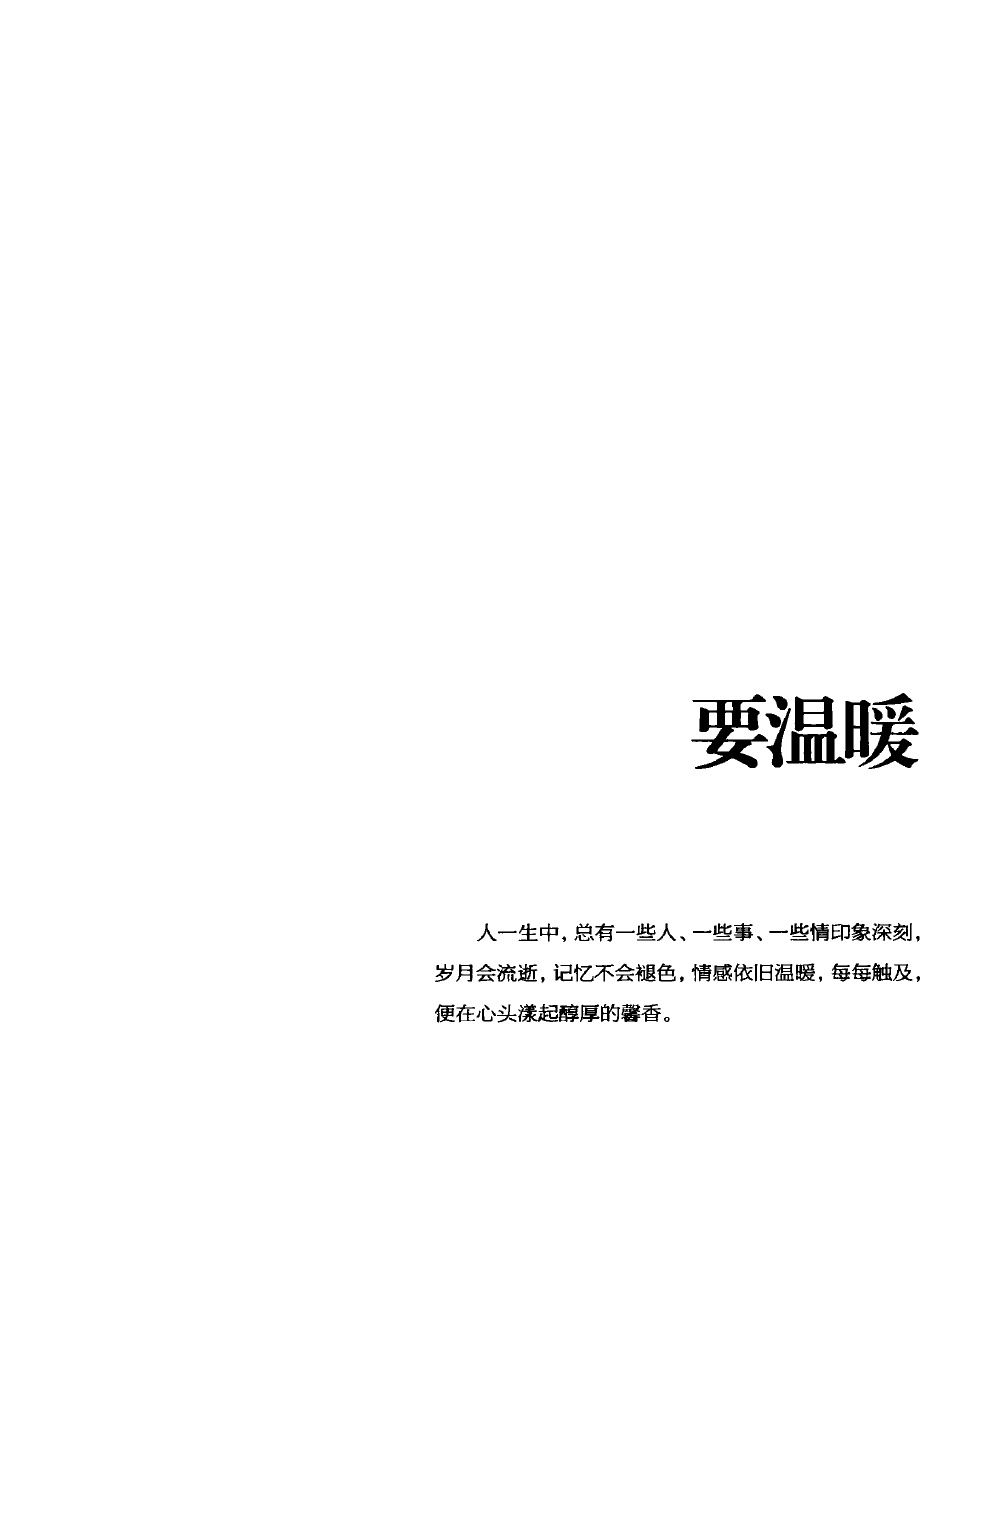 要温暖
人一生中，总有一些人、一些事、一些情印象深刻，
岁月会流逝，记忆不会褪色，情感依旧温暖，每每触及，
便在心头漾起醇厚的馨香。